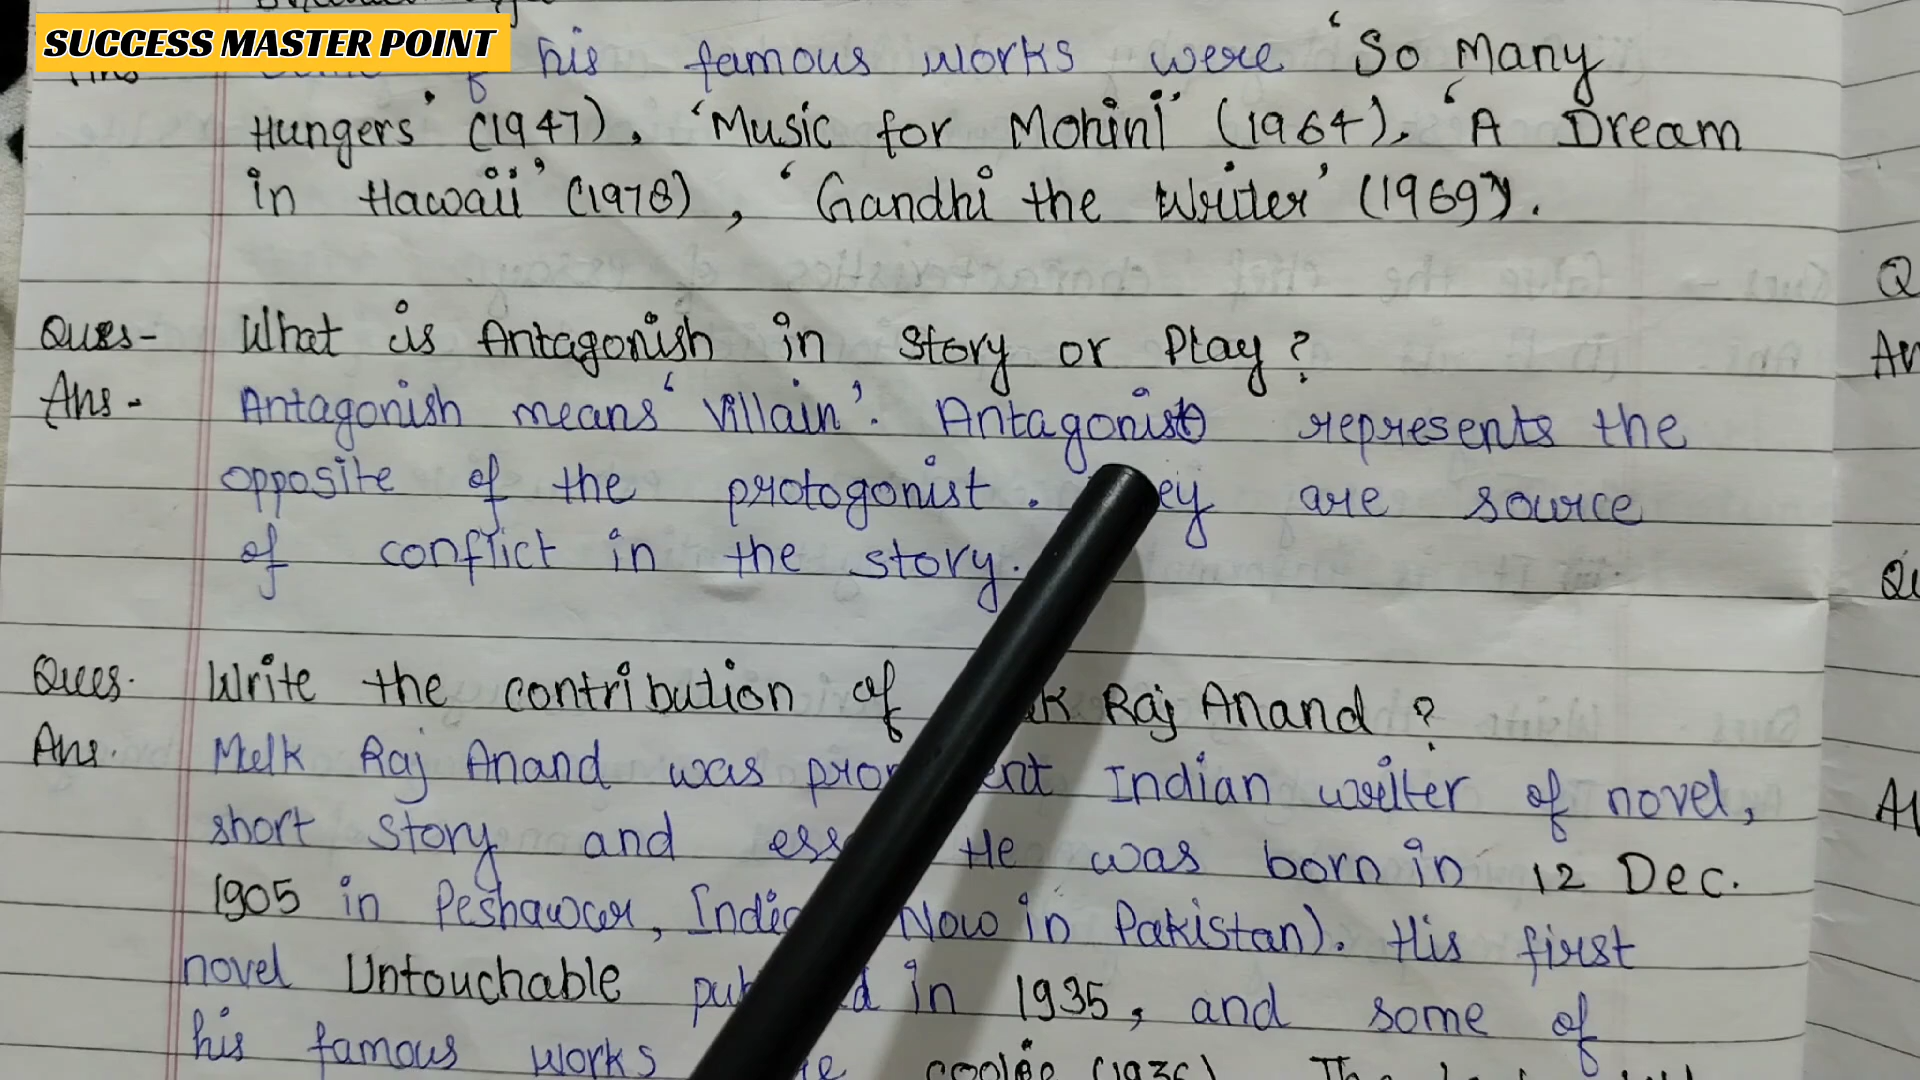 SUCCESS MASTER POINT
his famous works were 'So Many
Hungers' (1947), 'Music for Mohini' (1964), 'A Dream
in Hawaii' (1978), 'Gandhi the Writer' (1969).
Ques- What is Antagonish in story or Play?
Ans- Antagonish means 'Villain'. Antagonist represents the
opposite of the protogonist. are source
of conflict in the story.
Ques. Write the contribution of Raj Anand?
Ans. Mulk Raj Anand was Indian writer of novel,
short story and He was born in 12 Dec.
1905 in Peshawar, Now in Pakistan). His first
novel Untouchable in 1935, and some of
his famous works